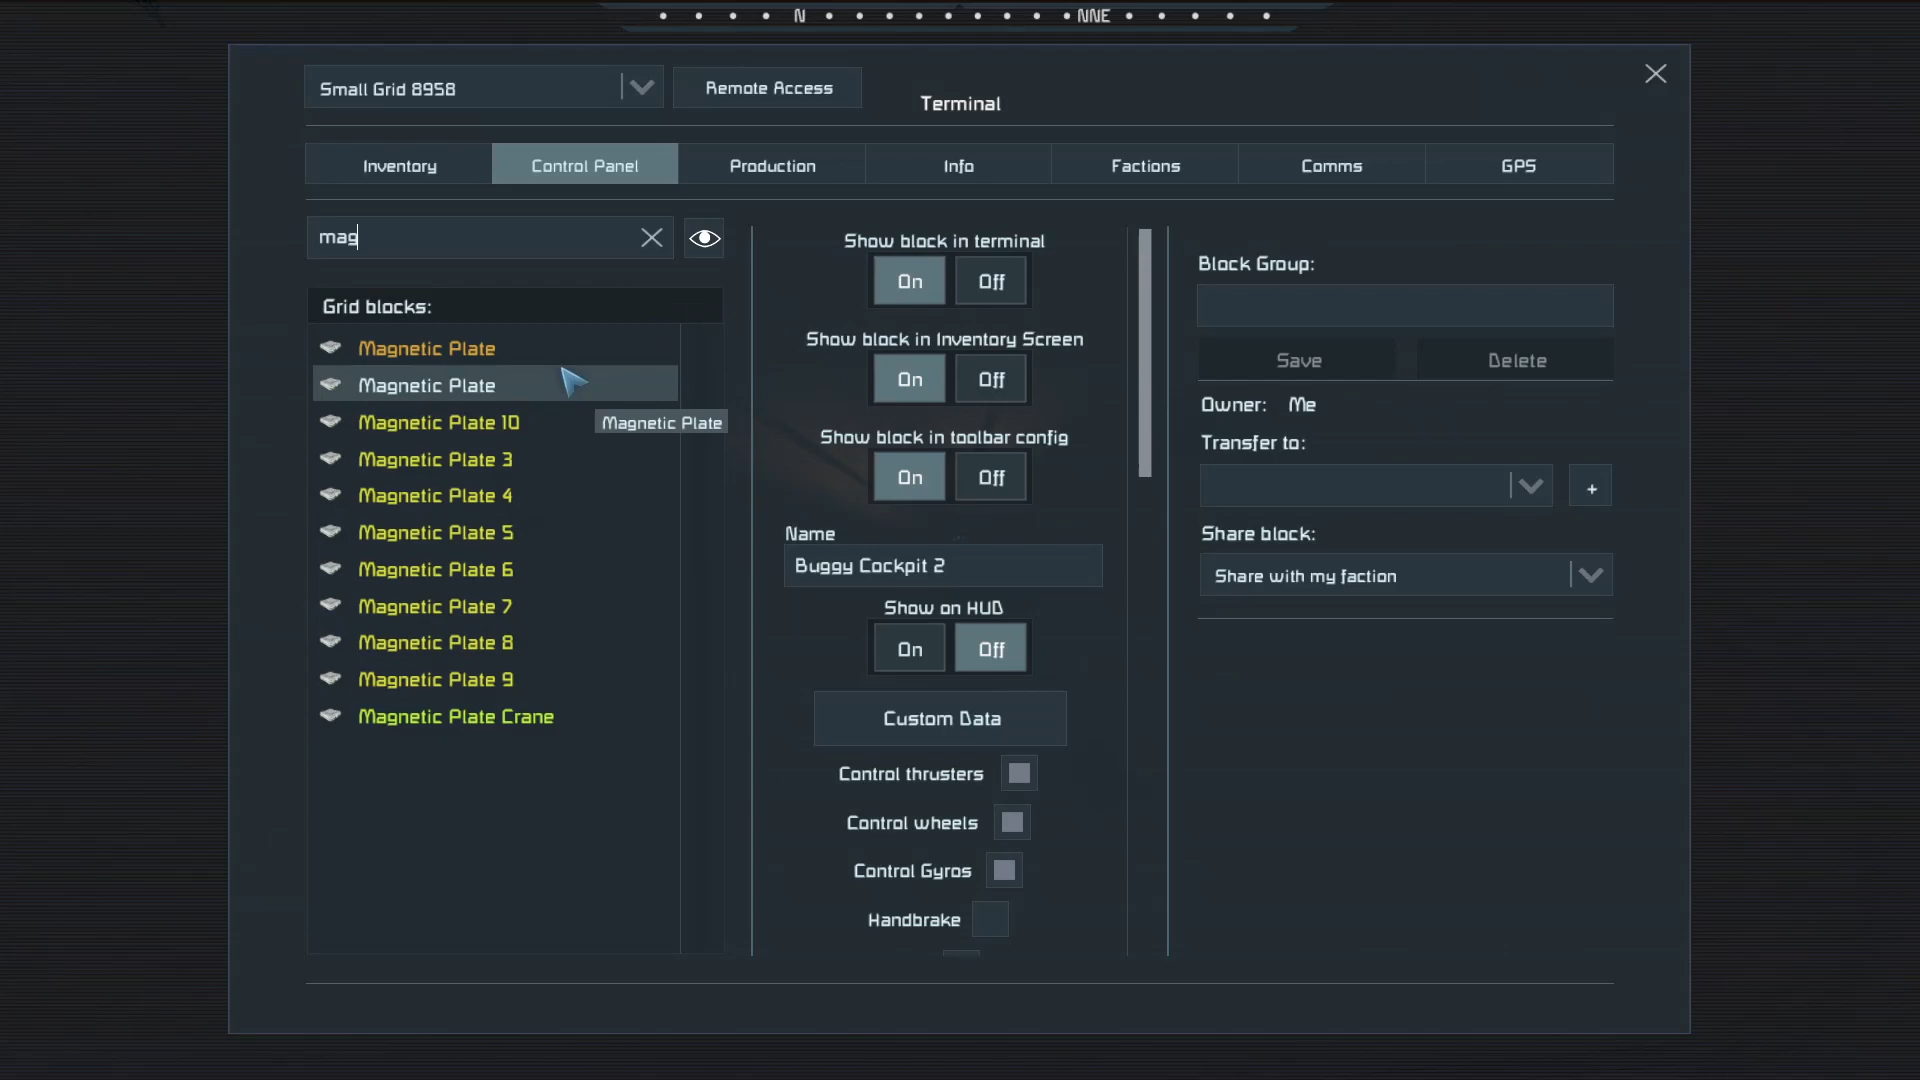 N NNE
Small Grid 8958
Remote Access
Terminal
Inventory
Control Panel
Production
Info
Factions
Comms
GPS
mag
Grid blocks:
Magnetic Plate
Magnetic Plate
Magnetic Plate 10
Magnetic Plate 3
Magnetic Plate 4
Magnetic Plate 5
Magnetic Plate 6
Magnetic Plate 7
Magnetic Plate 8
Magnetic Plate 9
Magnetic Plate Crane
Magnetic Plate
Show block in terminal
On Off
Show block in Inventory Screen
On Off
Show block in toolbar config
On Off
Name
Buggy Cockpit 2
Show on HUD
On Off
Custom Data
Control thrusters
Control wheels
Control Gyros
Handbrake
Block Group:
Save Delete
Owner: Me
Transfer to:
+
Share block:
Share with my faction